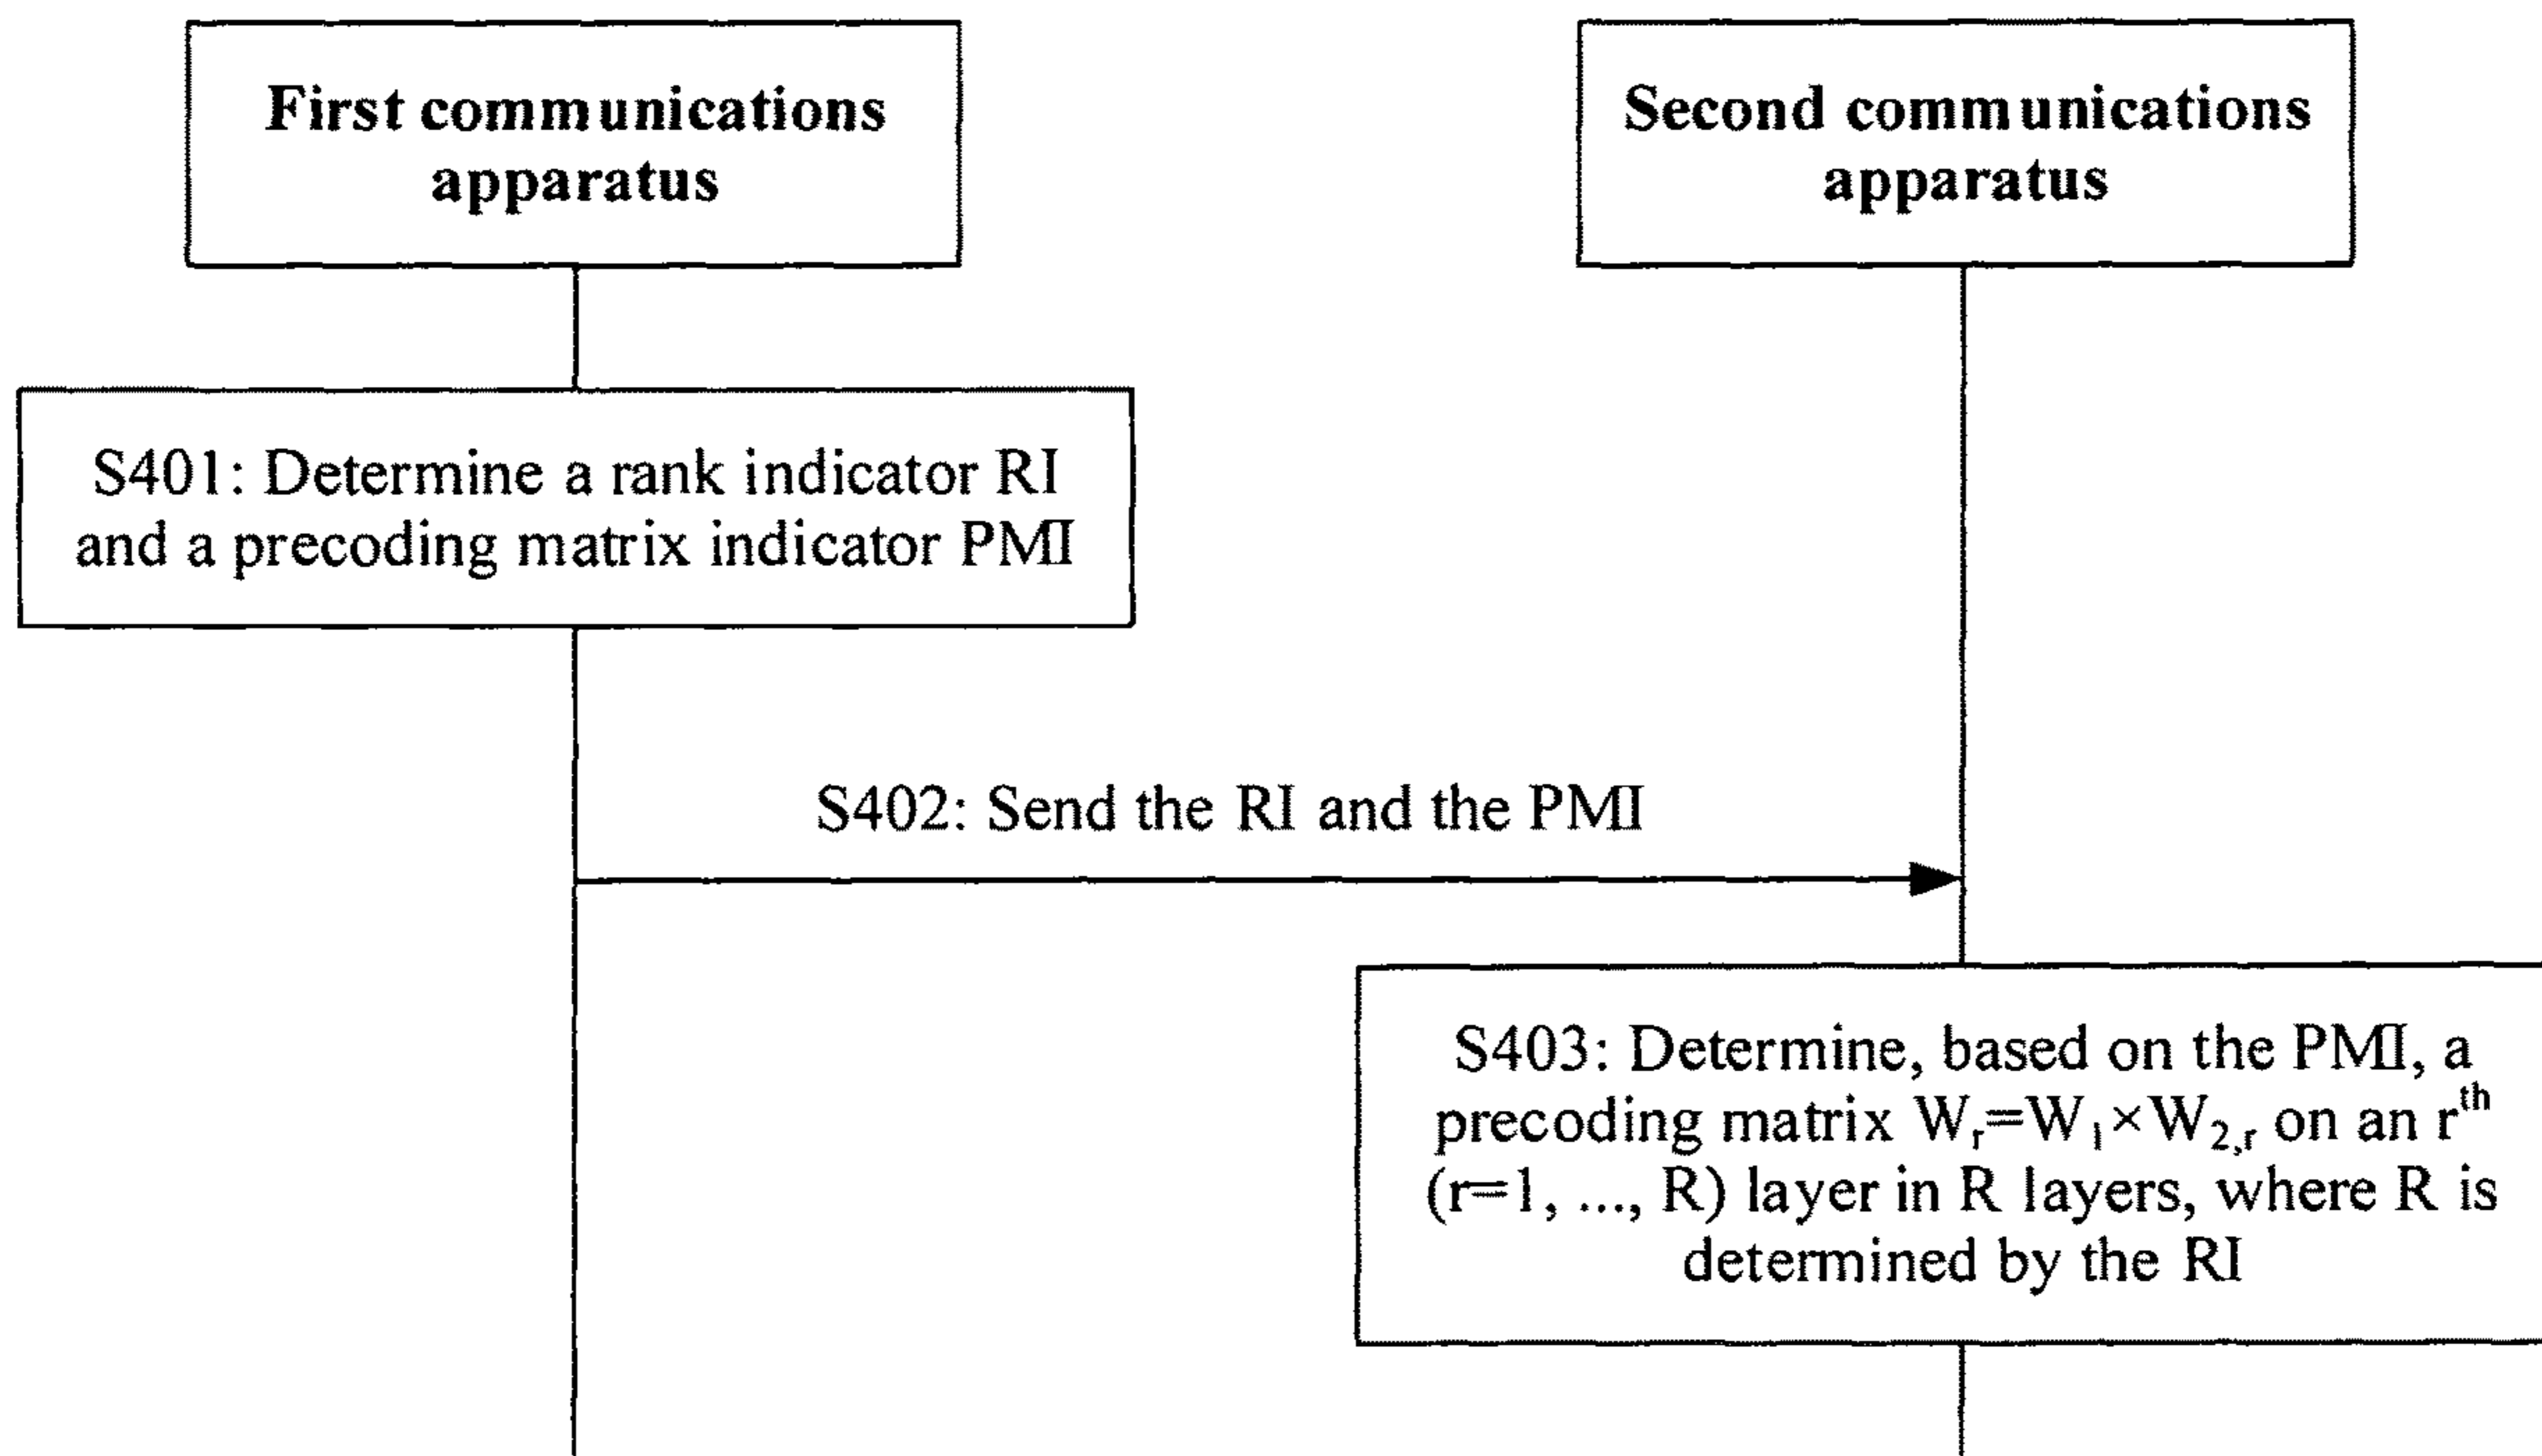 First communications
apparatus
Second communications
apparatus
S401: Determine a rank indicator RI
and a precoding matrix indicator PMI
S402: Send the RI and the PMI
S403: Determine, based on the PMI, a
precoding matrix Wᵣ=W₁×W₂,ᵣ on an rᵗʰ
(r=1, ..., R) layer in R layers, where R is
determined by the RI